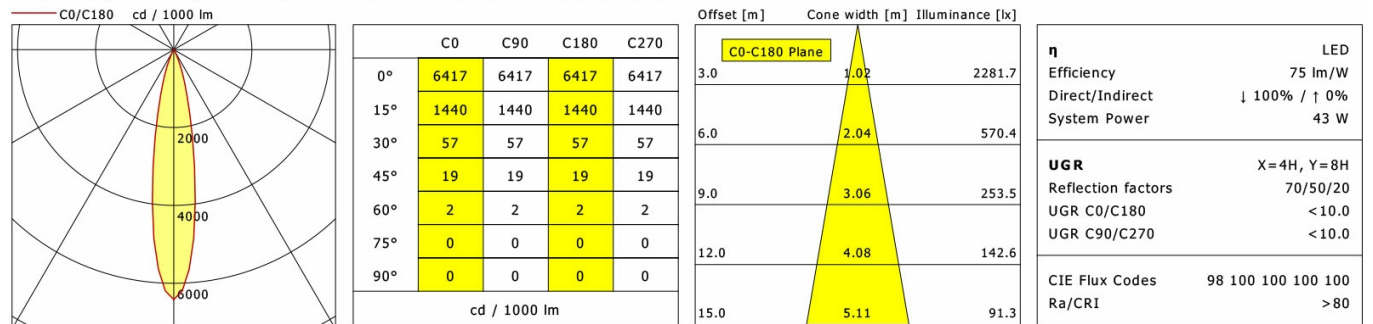 C0/C180 cd / 1000 lm
2000
4000
6000
C0 C90 C180 C270
0° 6417 6417 6417 6417
15° 1440 1440 1440 1440
30° 57 57 57 57
45° 19 19 19 19
60° 2 2 2 2
75° 0 0 0 0
90° 0 0 0 0
cd / 1000 lm
Offset [m] Cone width [m] Illuminance [lx]
C0-C180 Plane
3.0 1.02 2281.7
6.0 2.04 570.4
9.0 3.06 253.5
12.0 4.08 142.6
15.0 5.11 91.3
η LED
Efficiency 75 lm/W
Direct/Indirect ↓ 100% / ↑ 0%
System Power 43 W
UGR X=4H, Y=8H
Reflection factors 70/50/20
UGR C0/C180 <10.0
UGR C90/C270 <10.0
CIE Flux Codes 98 100 100 100 100
Ra/CRI >80